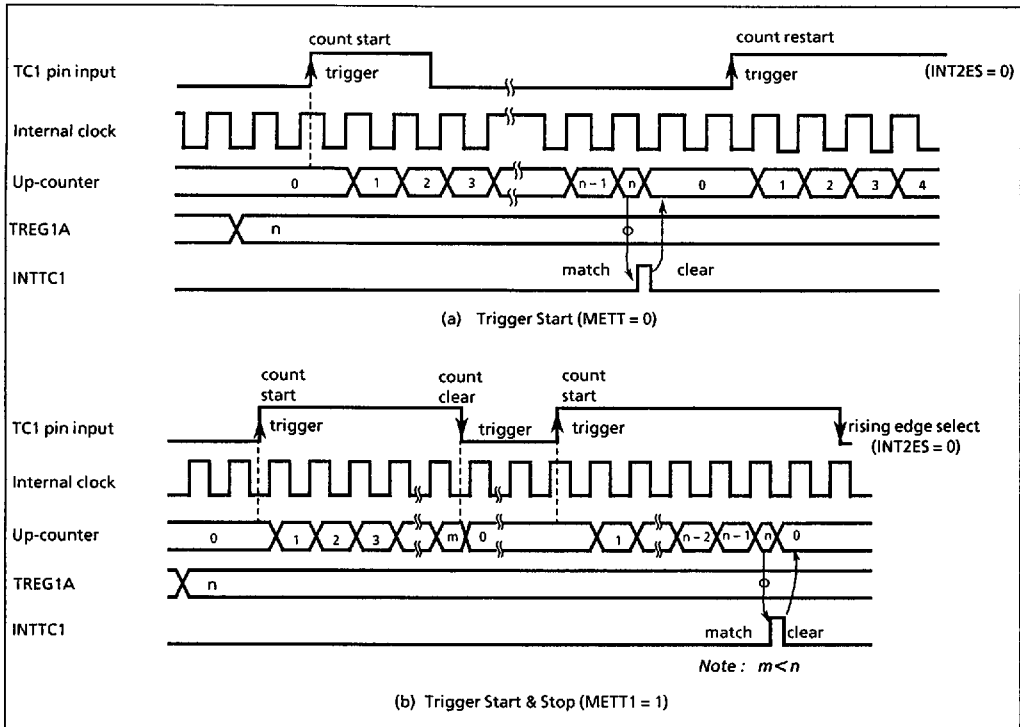 count start
count restart
TC1 pin input
trigger
trigger
(INT2ES = 0)
Internal clock
Up-counter
0 1 2 3 n-1 n 0 1 2 3 4
TREG1A
n
INTTC1
match clear
(a) Trigger Start (METT = 0)
count start
count clear
count start
TC1 pin input
trigger
trigger
trigger
rising edge select
(INT2ES = 0)
Internal clock
Up-counter
0 1 2 3 m 0 1 n-2 n-1 n 0
TREG1A
n
INTTC1
match clear
Note : m<n
(b) Trigger Start & Stop (METT1 = 1)